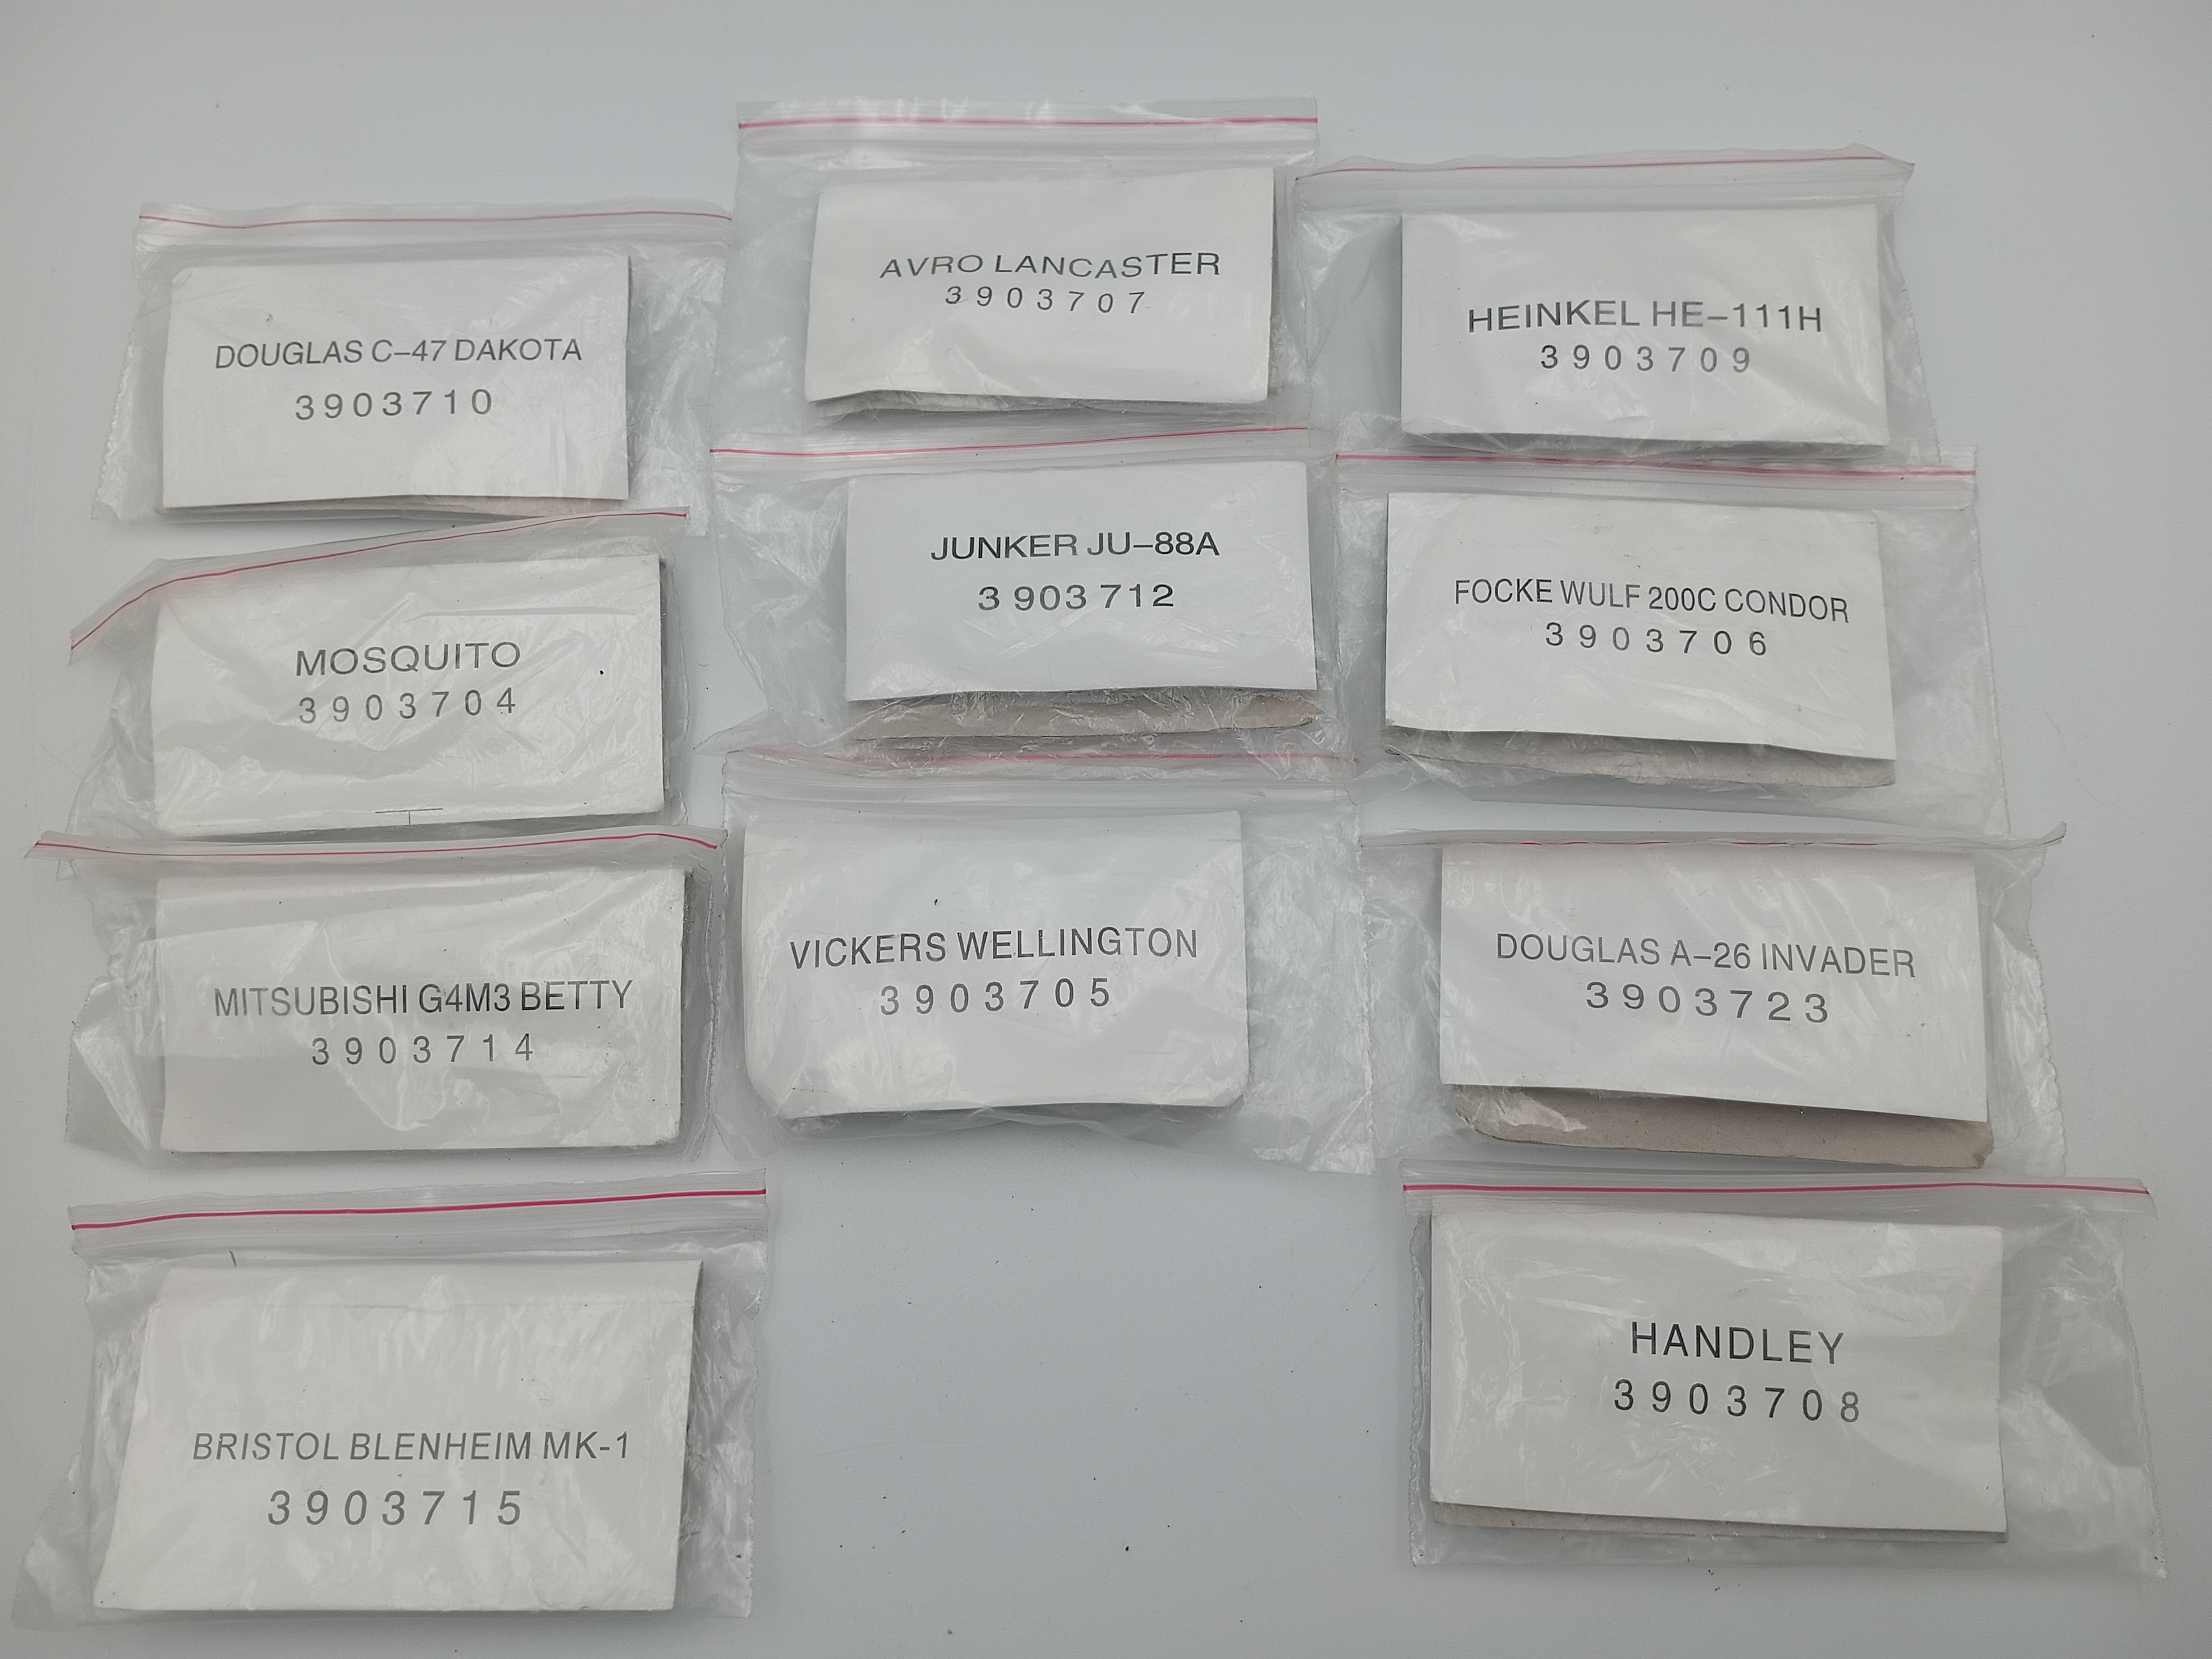 DOUGLAS C-47 DAKOTA
3903710
AVRO LANCASTER
3903707
HEINKEL HE-111H
3903709
MOSQUITO
3903704
JUNKER JU-88A
3903712
FOCKE WULF 200C CONDOR
3903706
MITSUBISHI G4M3 BETTY
3903714
VICKERS WELLINGTON
3903705
DOUGLAS A-26 INVADER
3903723
BRISTOL BLENHEIM MK-1
3903715
HANDLEY
3903708